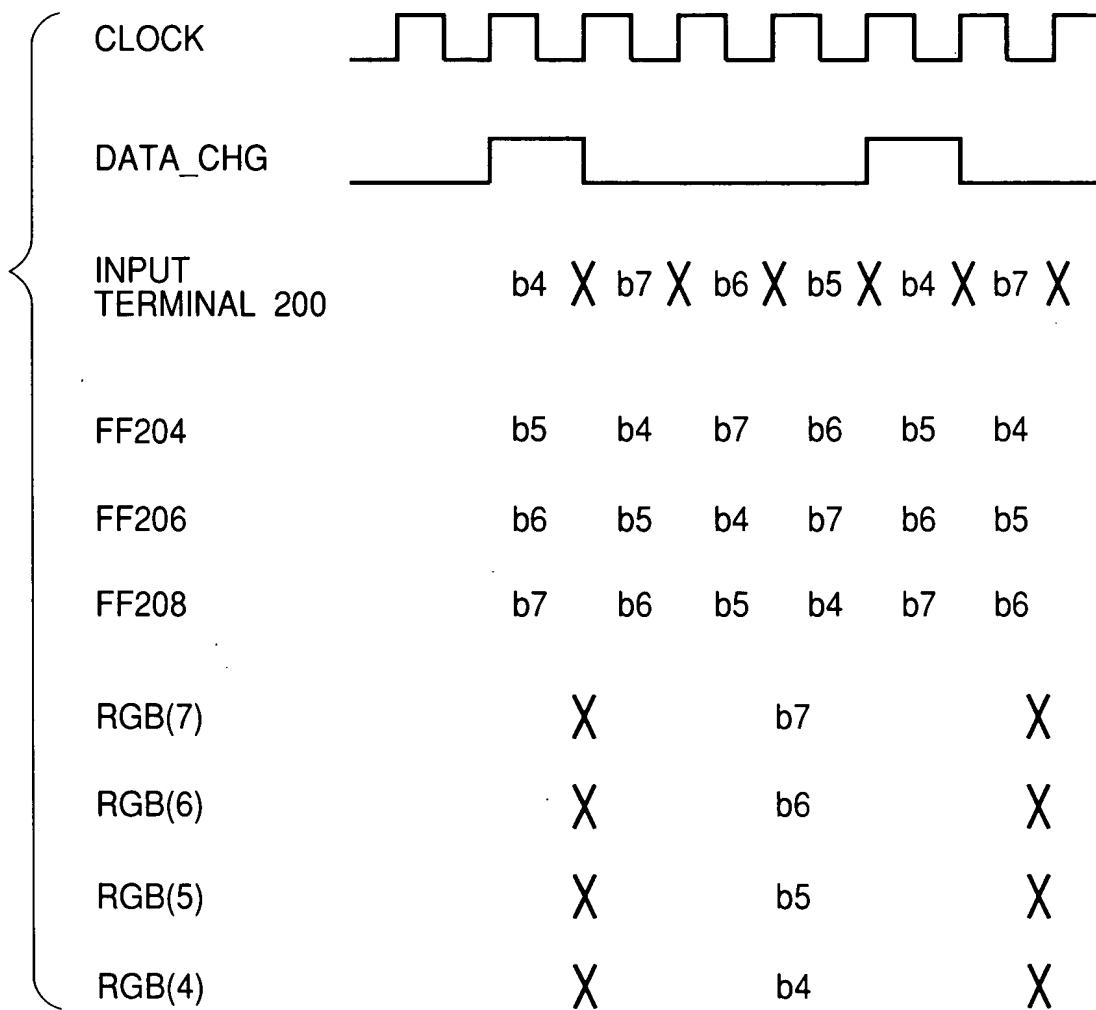 CLOCK
DATA_CHG
INPUT
TERMINAL 200
b4 X b7 X b6 X b5 X b4 X b7 X
FF204 b5 b4 b7 b6 b5 b4
FF206 b6 b5 b4 b7 b6 b5
FF208 b7 b6 b5 b4 b7 b6
RGB(7) X b7 X
RGB(6) X b6 X
RGB(5) X b5 X
RGB(4) X b4 X